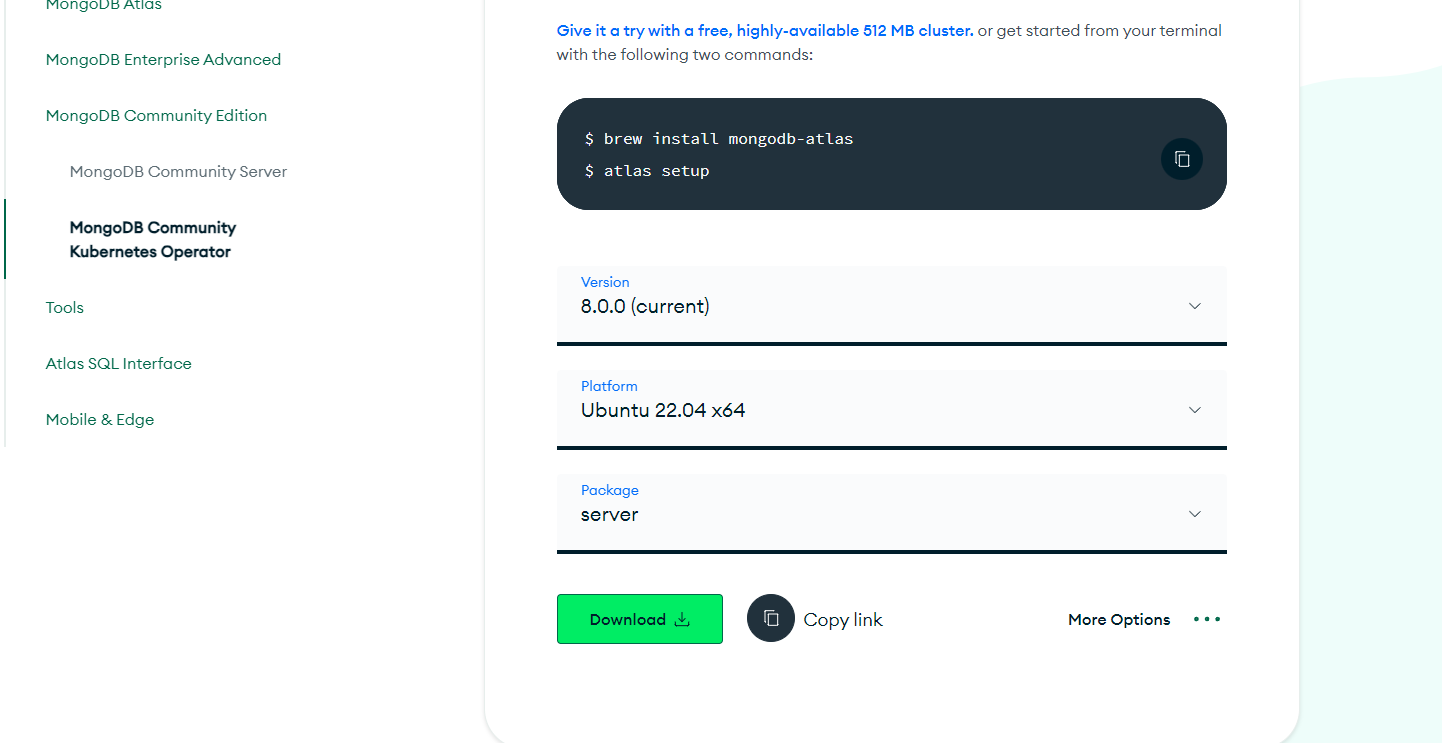 MongoDB Atlas
MongoDB Enterprise Advanced
MongoDB Community Edition
MongoDB Community Server
MongoDB Community
Kubernetes Operator
Tools
Atlas SQL Interface
Mobile & Edge
Give it a try with a free, highly-available 512 MB cluster. or get started from your terminal
with the following two commands:
$ brew install mongodb-atlas
$ atlas setup
Version
8.0.0 (current)
Platform
Ubuntu 22.04 x64
Package
server
Download
Copy link
More Options